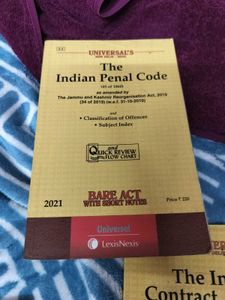 UNIVERSAL'S
The
Indian Penal Code
(45 of 1860)
as amended by
The Jammu and Kashmir Reorganisation Act, 2019
(34 of 2019) (w.e.f. 31-10-2019)
and
• Classification of Offences
• Subject Index
and
QUICK REVIEW
FLOW CHART
BARE ACT
WITH SHORT NOTES
2021
Price ₹ 220
Universal
LexisNexis
The In
Contract